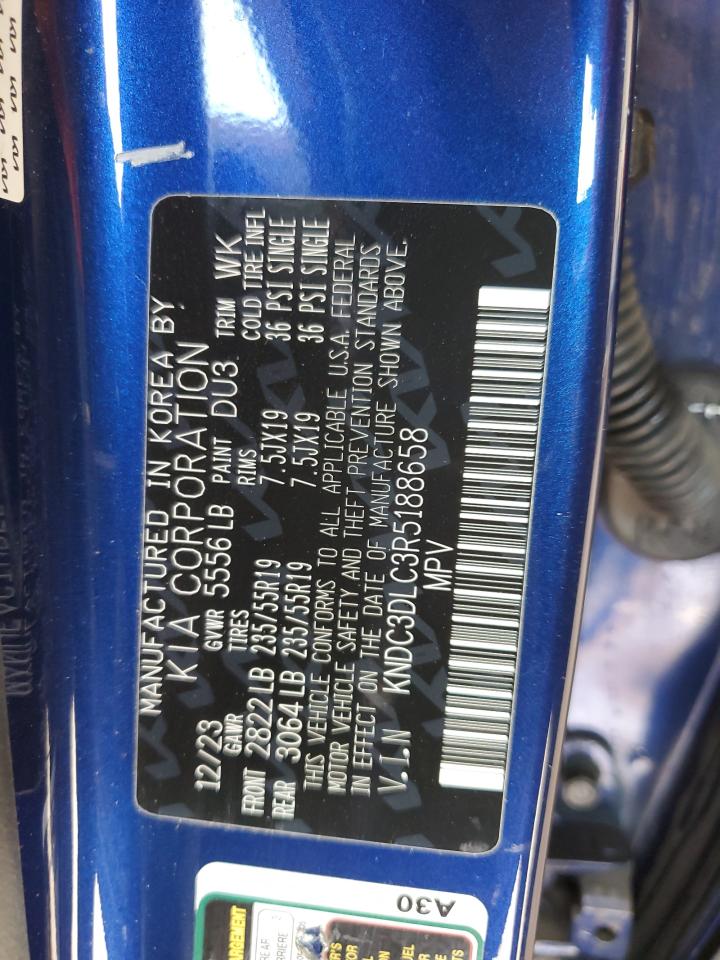 MANUFACTURED IN KOREA BY
KIA CORPORATION
12/23 GVWR 5556 LB PAINT DU3 TRIM WK
GAWR TIRES RIMS COLD TIRE INFL
FRONT 2822 LB 235/55R19 7.5JX19 36 PSI SINGLE
REAR 3064 LB 235/55R19 7.5JX19 36 PSI SINGLE
THIS VEHICLE CONFORMS TO ALL APPLICABLE U.S.A. FEDERAL
MOTOR VEHICLE SAFETY AND THEFT PREVENTION STANDARDS
IN EFFECT ON THE DATE OF MANUFACTURE SHOWN ABOVE.
V.I.N KNDC3DLC3R5188658
MPV
A30
REAR 2